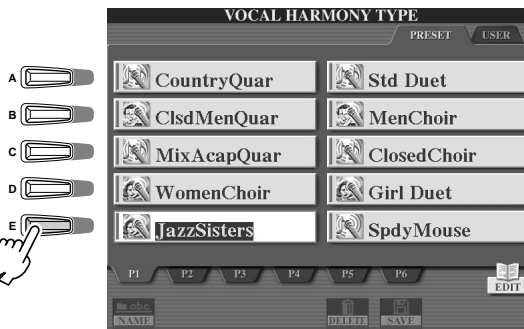 VOCAL HARMONY TYPE
PRESET USER
A CountryQuar Std Duet
B ClsdMenQuar MenChoir
C MixAcapQuar ClosedChoir
D WomenChoir Girl Duet
E JazzSisters SpdyMouse
P1 P2 P3 P4 P5 P6
EDIT
abc
NAME DELETE SAVE